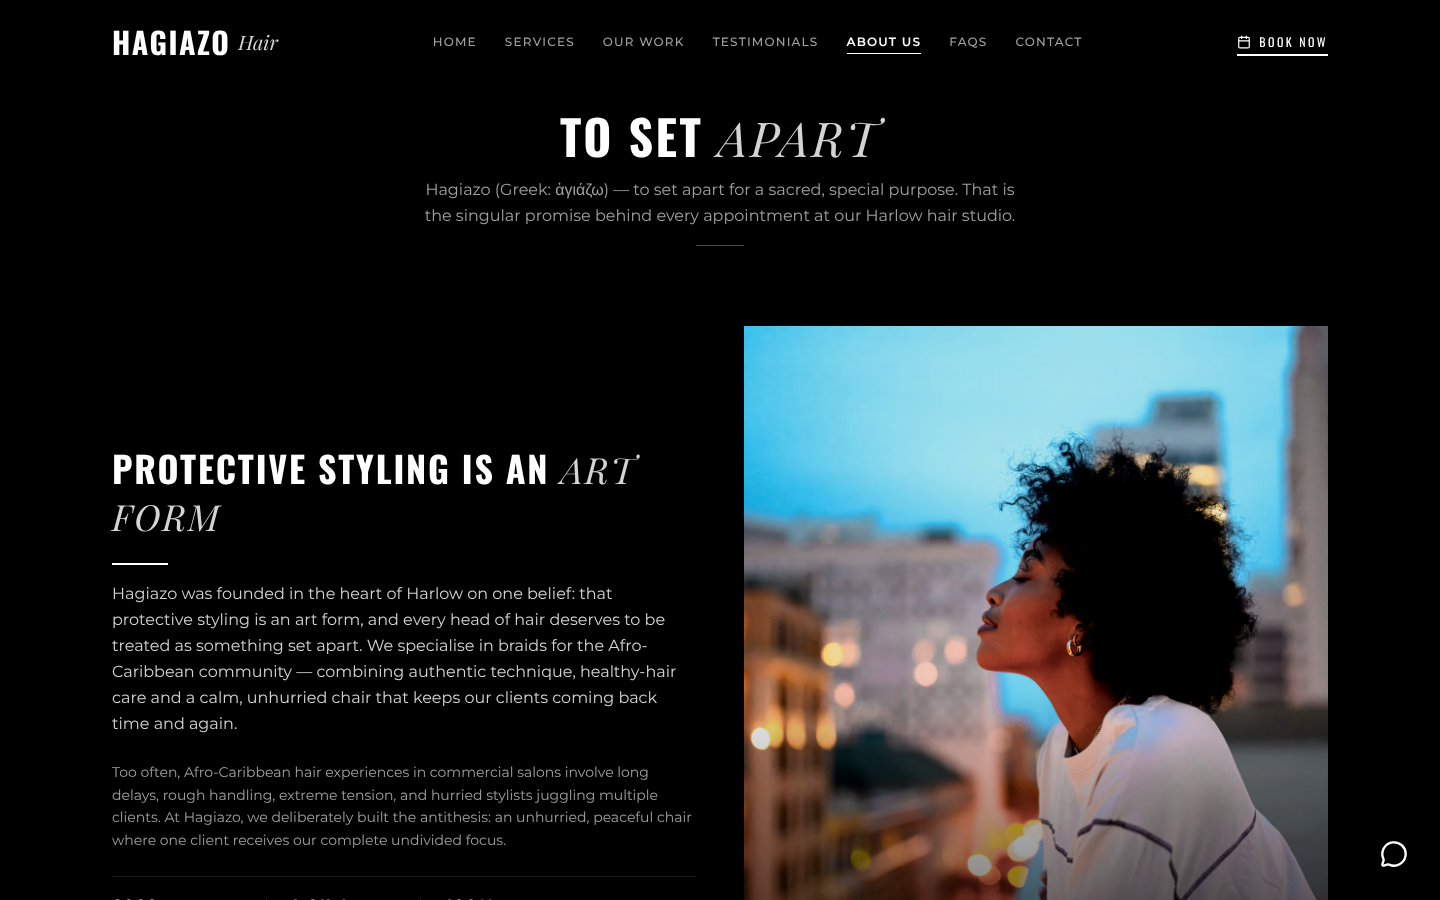 HAGIAZO Hair
HOME SERVICES OUR WORK TESTIMONIALS ABOUT US FAQS CONTACT
BOOK NOW
TO SET APART
Hagiazo (Greek: ἁγιάζω) — to set apart for a sacred, special purpose. That is
the singular promise behind every appointment at our Harlow hair studio.
PROTECTIVE STYLING IS AN ART
FORM
Hagiazo was founded in the heart of Harlow on one belief: that
protective styling is an art form, and every head of hair deserves to be
treated as something set apart. We specialise in braids for the Afro-
Caribbean community — combining authentic technique, healthy-hair
care and a calm, unhurried chair that keeps our clients coming back
time and again.
Too often, Afro-Caribbean hair experiences in commercial salons involve long
delays, rough handling, extreme tension, and hurried stylists juggling multiple
clients. At Hagiazo, we deliberately built the antithesis: an unhurried, peaceful chair
where one client receives our complete undivided focus.